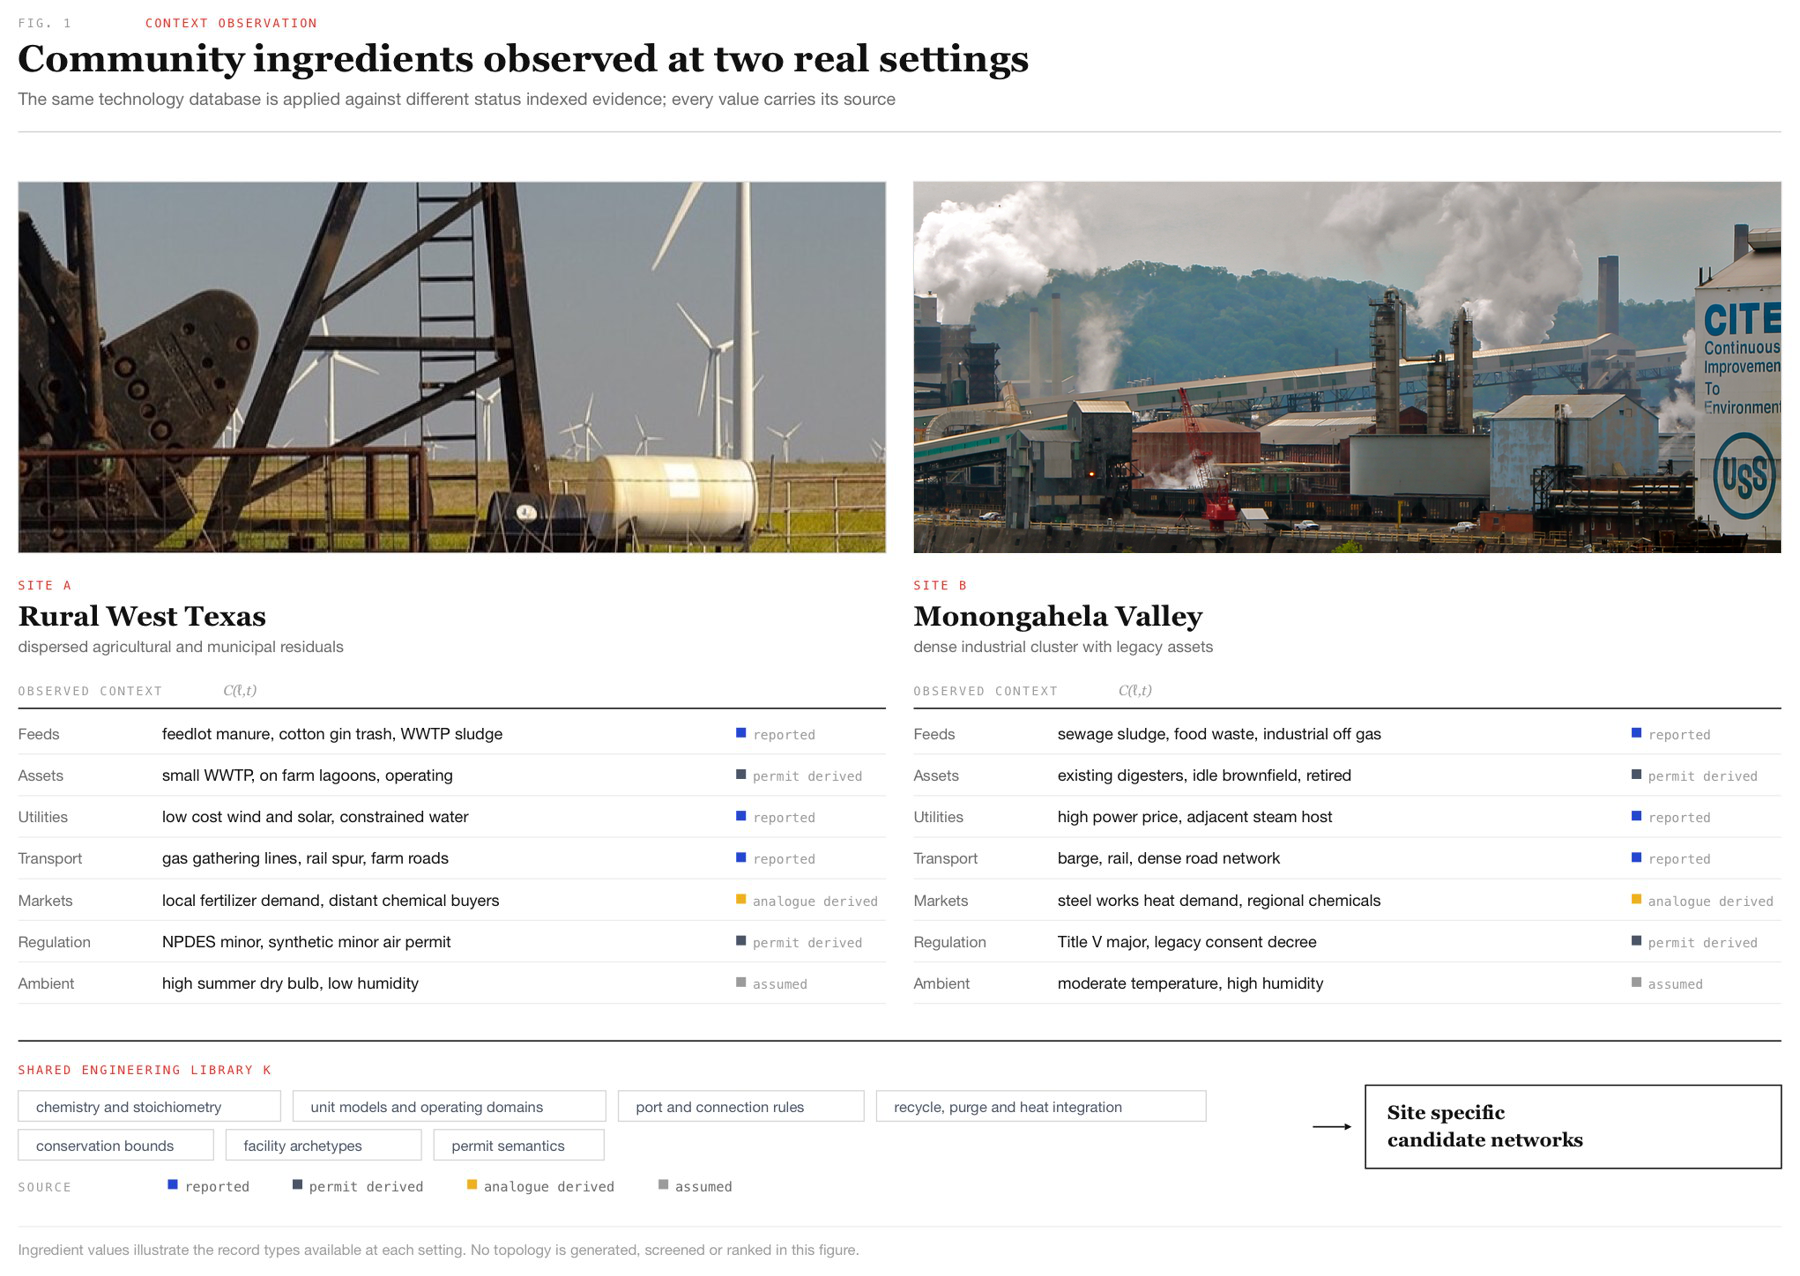 FIG. 1 CONTEXT OBSERVATION
Community ingredients observed at two real settings
The same technology database is applied against different status indexed evidence; every value carries its source
CITE
Continuous
Improvemen
To
Environment
USS
SITE A
Rural West Texas
dispersed agricultural and municipal residuals
OBSERVED CONTEXT C(ℓ,t)
Feeds feedlot manure, cotton gin trash, WWTP sludge reported
Assets small WWTP, on farm lagoons, operating permit derived
Utilities low cost wind and solar, constrained water reported
Transport gas gathering lines, rail spur, farm roads reported
Markets local fertilizer demand, distant chemical buyers analogue derived
Regulation NPDES minor, synthetic minor air permit permit derived
Ambient high summer dry bulb, low humidity assumed
SITE B
Monongahela Valley
dense industrial cluster with legacy assets
OBSERVED CONTEXT C(ℓ,t)
Feeds sewage sludge, food waste, industrial off gas reported
Assets existing digesters, idle brownfield, retired permit derived
Utilities high power price, adjacent steam host reported
Transport barge, rail, dense road network reported
Markets steel works heat demand, regional chemicals analogue derived
Regulation Title V major, legacy consent decree permit derived
Ambient moderate temperature, high humidity assumed
SHARED ENGINEERING LIBRARY K
chemistry and stoichiometry unit models and operating domains port and connection rules recycle, purge and heat integration
conservation bounds facility archetypes permit semantics
Site specific
candidate networks
SOURCE reported permit derived analogue derived assumed
Ingredient values illustrate the record types available at each setting. No topology is generated, screened or ranked in this figure.